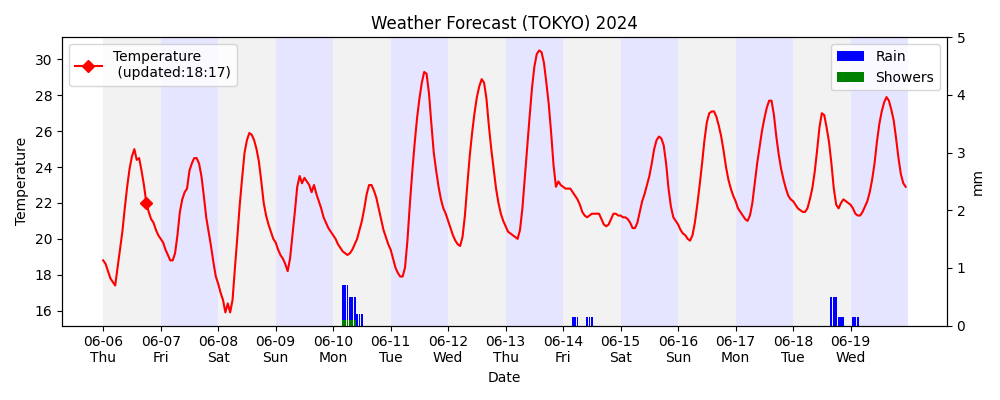 Weather Forecast (TOKYO) 2024
Temperature
(updated:18:17)
Rain
Showers
Temperature
30
28
26
24
22
20
18
16
5
4
3
2
1
0
mm
06-06 06-07 06-08 06-09 06-10 06-11 06-12 06-13 06-14 06-15 06-16 06-17 06-18 06-19
Thu Fri Sat Sun Mon Tue Wed Thu Fri Sat Sun Mon Tue Wed
Date